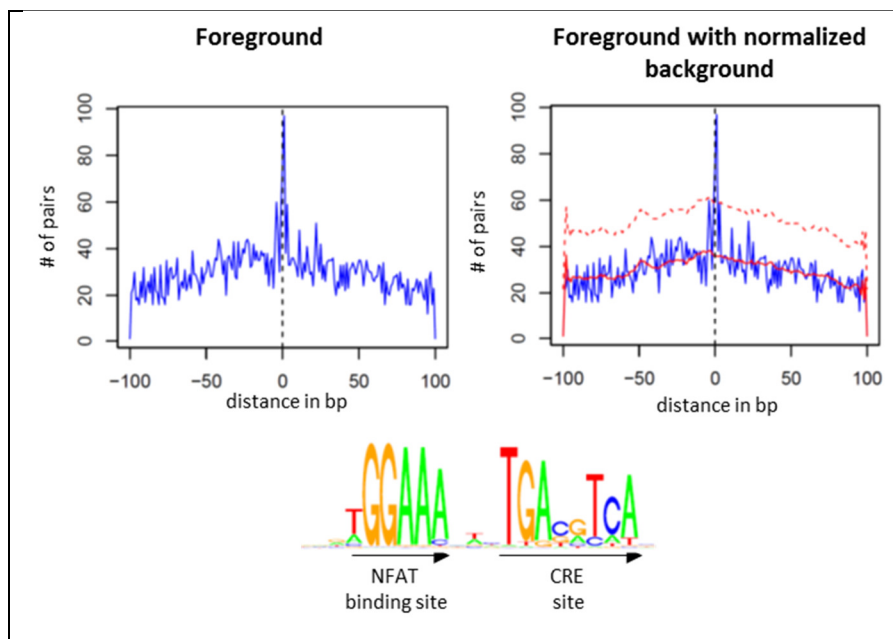 Foreground
Foreground with normalized
background
# of pairs
100
80
60
40
20
0
−100
−50
0
50
100
distance in bp
# of pairs
100
80
60
40
20
0
−100
−50
0
50
100
distance in bp
TGGAAA
TGACGTCA
NFAT
binding site
CRE
site